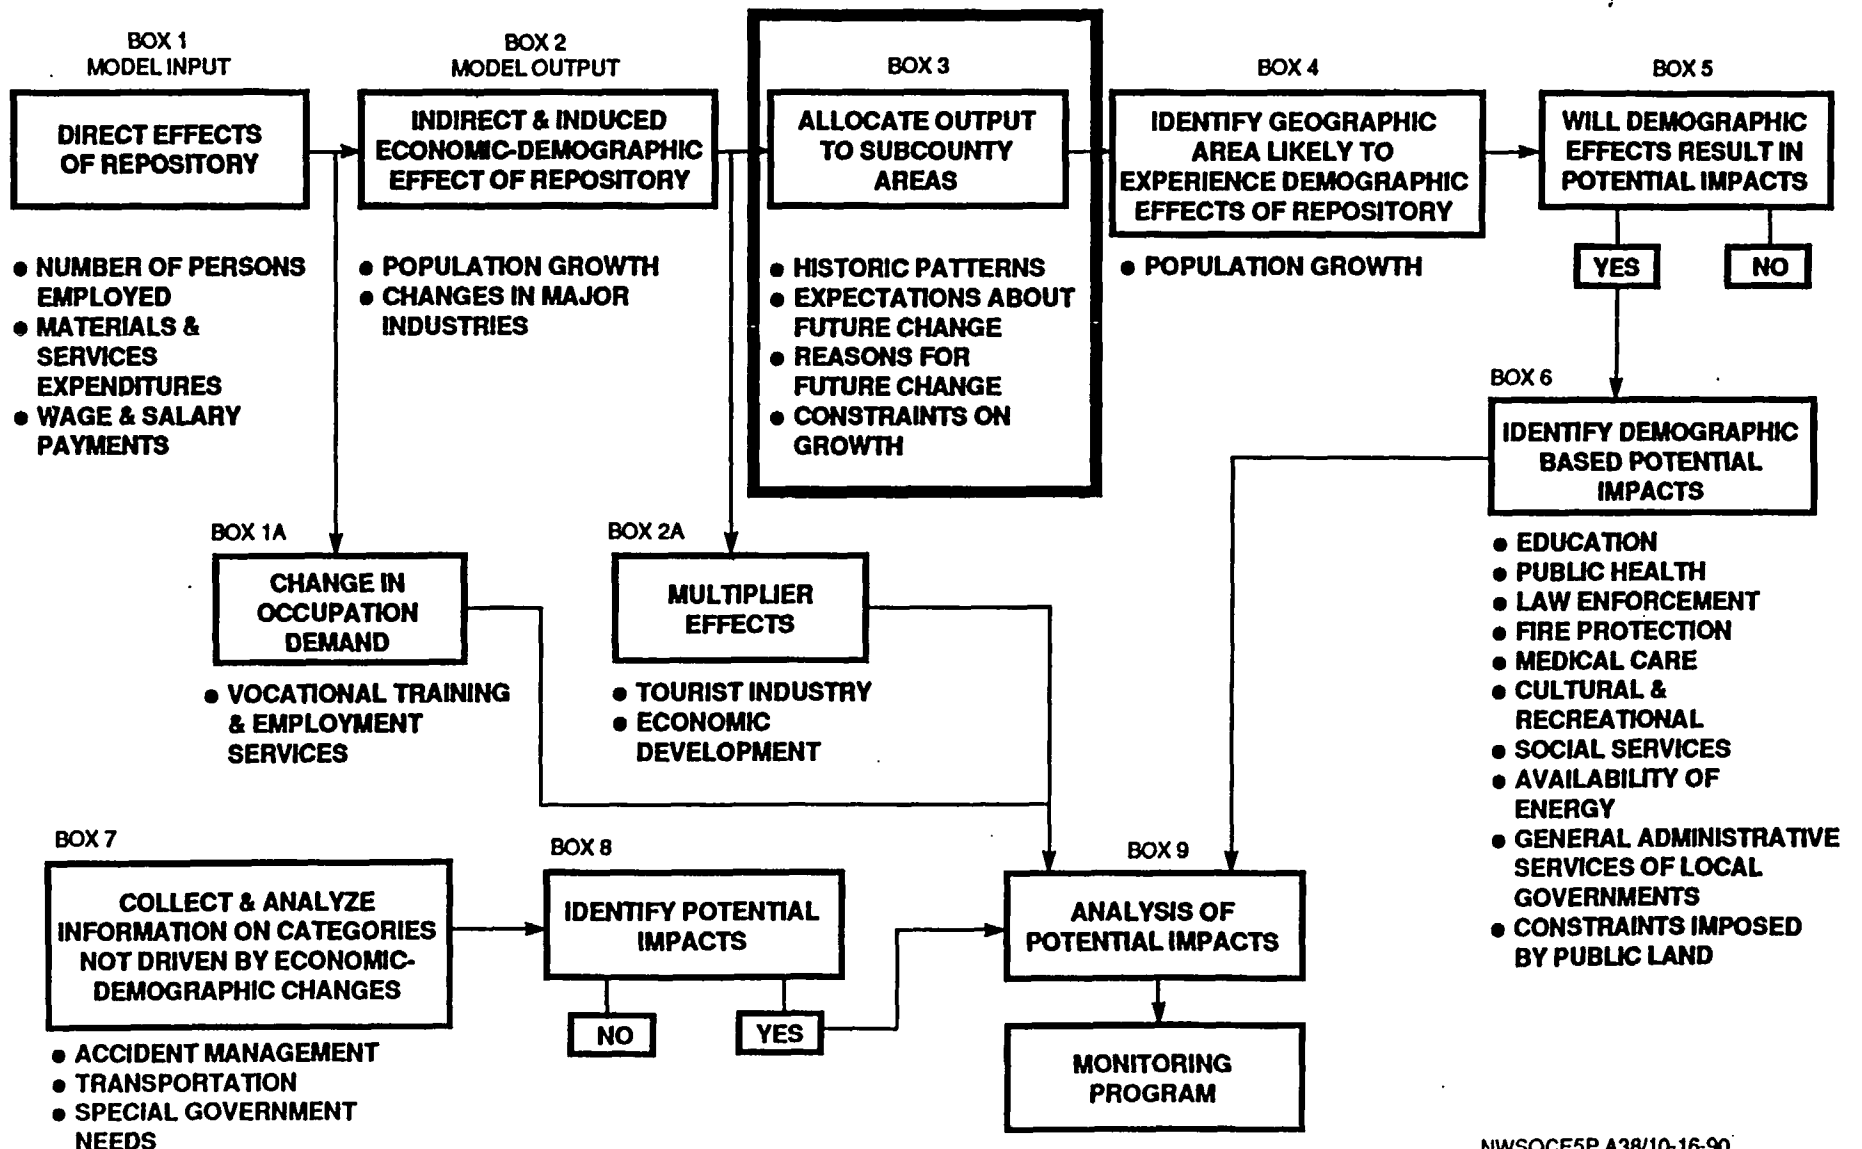 BOX 1
MODEL INPUT
DIRECT EFFECTS
OF REPOSITORY
● NUMBER OF PERSONS
EMPLOYED
● MATERIALS &
SERVICES
EXPENDITURES
● WAGE & SALARY
PAYMENTS
BOX 2
MODEL OUTPUT
INDIRECT & INDUCED
ECONOMIC-DEMOGRAPHIC
EFFECT OF REPOSITORY
● POPULATION GROWTH
● CHANGES IN MAJOR
INDUSTRIES
BOX 3
ALLOCATE OUTPUT
TO SUBCOUNTY
AREAS
● HISTORIC PATTERNS
● EXPECTATIONS ABOUT
FUTURE CHANGE
● REASONS FOR
FUTURE CHANGE
● CONSTRAINTS ON
GROWTH
BOX 4
IDENTIFY GEOGRAPHIC
AREA LIKELY TO
EXPERIENCE DEMOGRAPHIC
EFFECTS OF REPOSITORY
● POPULATION GROWTH
BOX 5
WILL DEMOGRAPHIC
EFFECTS RESULT IN
POTENTIAL IMPACTS
YES
NO
BOX 6
IDENTIFY DEMOGRAPHIC
BASED POTENTIAL
IMPACTS
● EDUCATION
● PUBLIC HEALTH
● LAW ENFORCEMENT
● FIRE PROTECTION
● MEDICAL CARE
● CULTURAL &
RECREATIONAL
● SOCIAL SERVICES
● AVAILABILITY OF
ENERGY
● GENERAL ADMINISTRATIVE
SERVICES OF LOCAL
GOVERNMENTS
● CONSTRAINTS IMPOSED
BY PUBLIC LAND
BOX 1A
CHANGE IN
OCCUPATION
DEMAND
● VOCATIONAL TRAINING
& EMPLOYMENT
SERVICES
BOX 2A
MULTIPLIER
EFFECTS
● TOURIST INDUSTRY
● ECONOMIC
DEVELOPMENT
BOX 7
COLLECT & ANALYZE
INFORMATION ON CATEGORIES
NOT DRIVEN BY ECONOMIC-
DEMOGRAPHIC CHANGES
● ACCIDENT MANAGEMENT
● TRANSPORTATION
● SPECIAL GOVERNMENT
NEEDS
BOX 8
IDENTIFY POTENTIAL
IMPACTS
NO
YES
BOX 9
ANALYSIS OF
POTENTIAL IMPACTS
MONITORING
PROGRAM
NWSOCE5P.A38/10-16-90